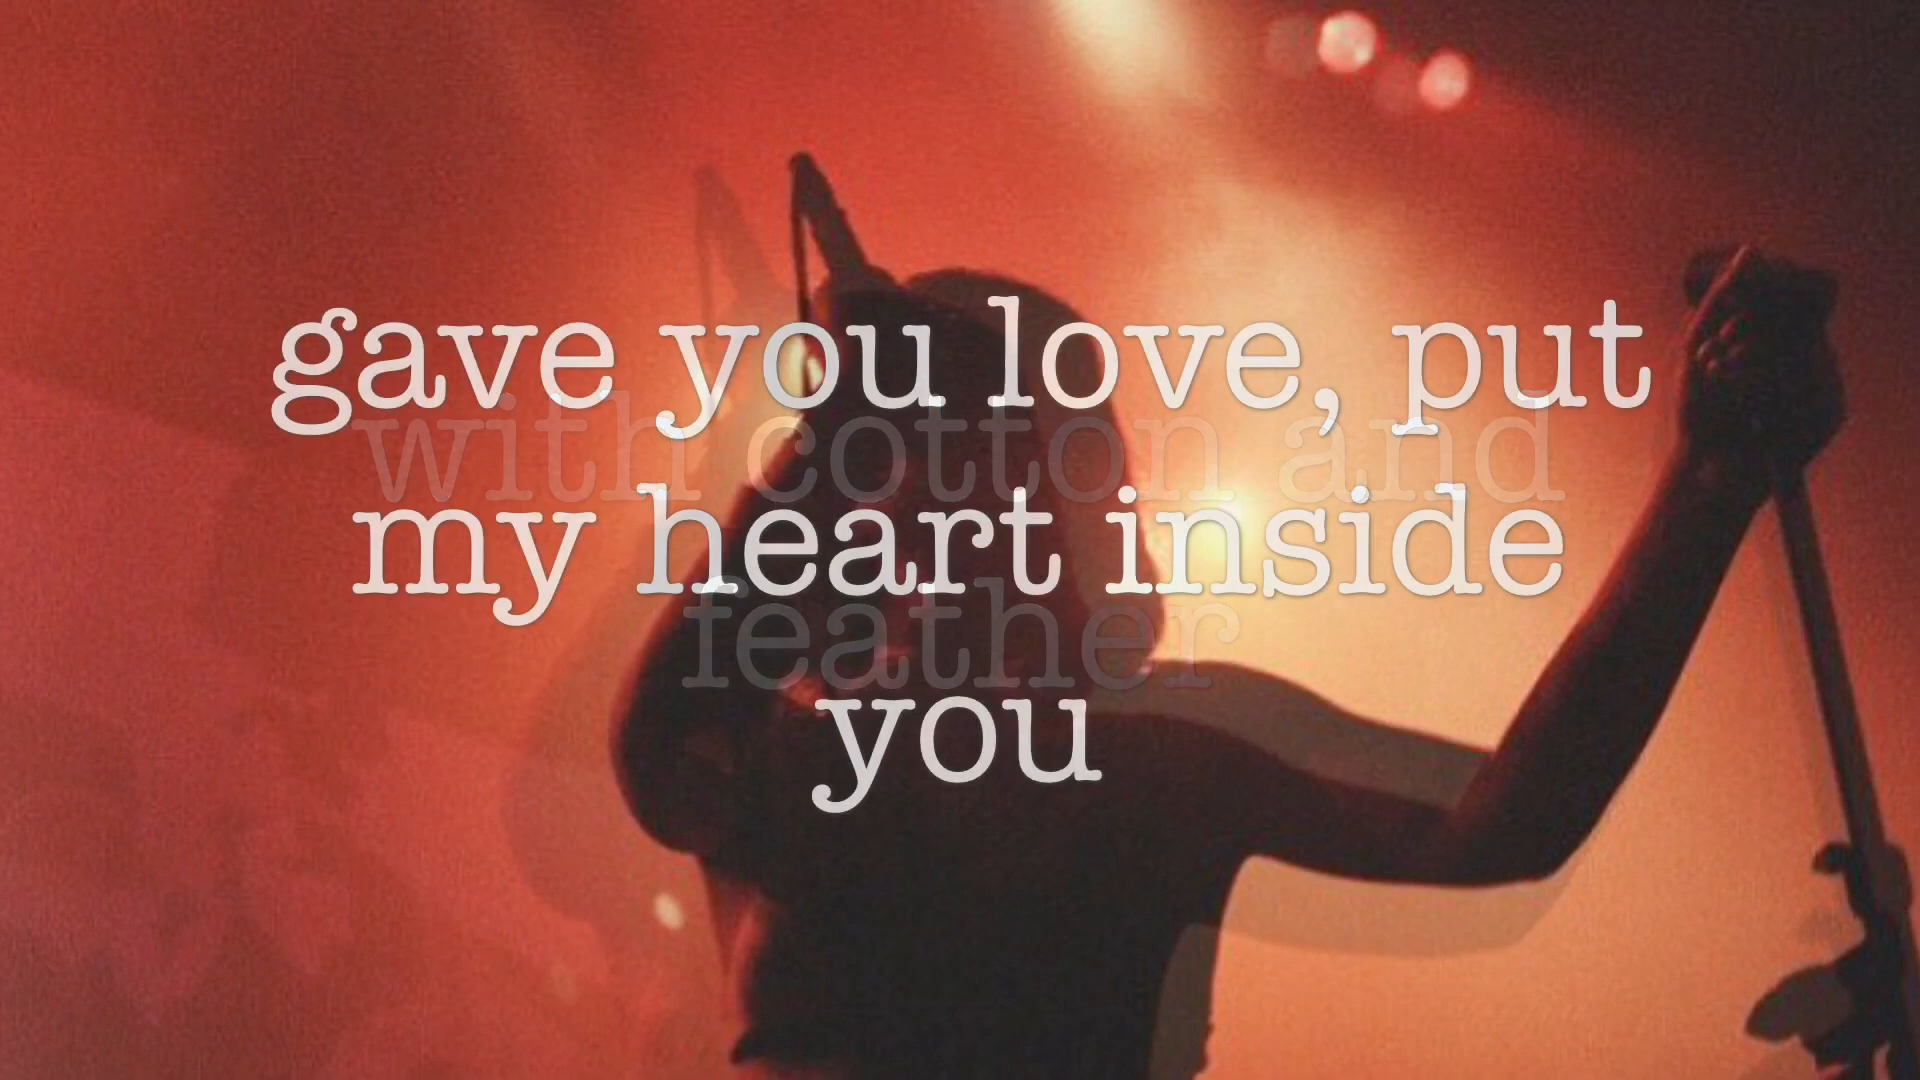 gave you love, put
with cotton and
my heart inside
feather
you